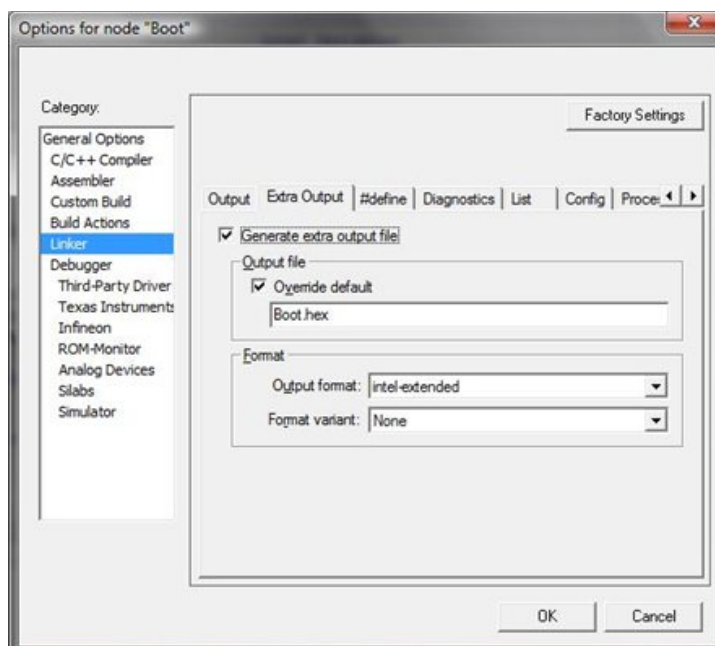 Options for node "Boot"
Category:
Factory Settings
General Options
C/C++ Compiler
Assembler
Custom Build
Build Actions
Linker
Debugger
Third-Party Driver
Texas Instruments
Infineon
ROM-Monitor
Analog Devices
Silabs
Simulator
Output Extra Output #define Diagnostics List Config Proce
Generate extra output file
Output file
Override default
Boot.hex
Format
Output format: intel-extended
Format variant: None
OK Cancel